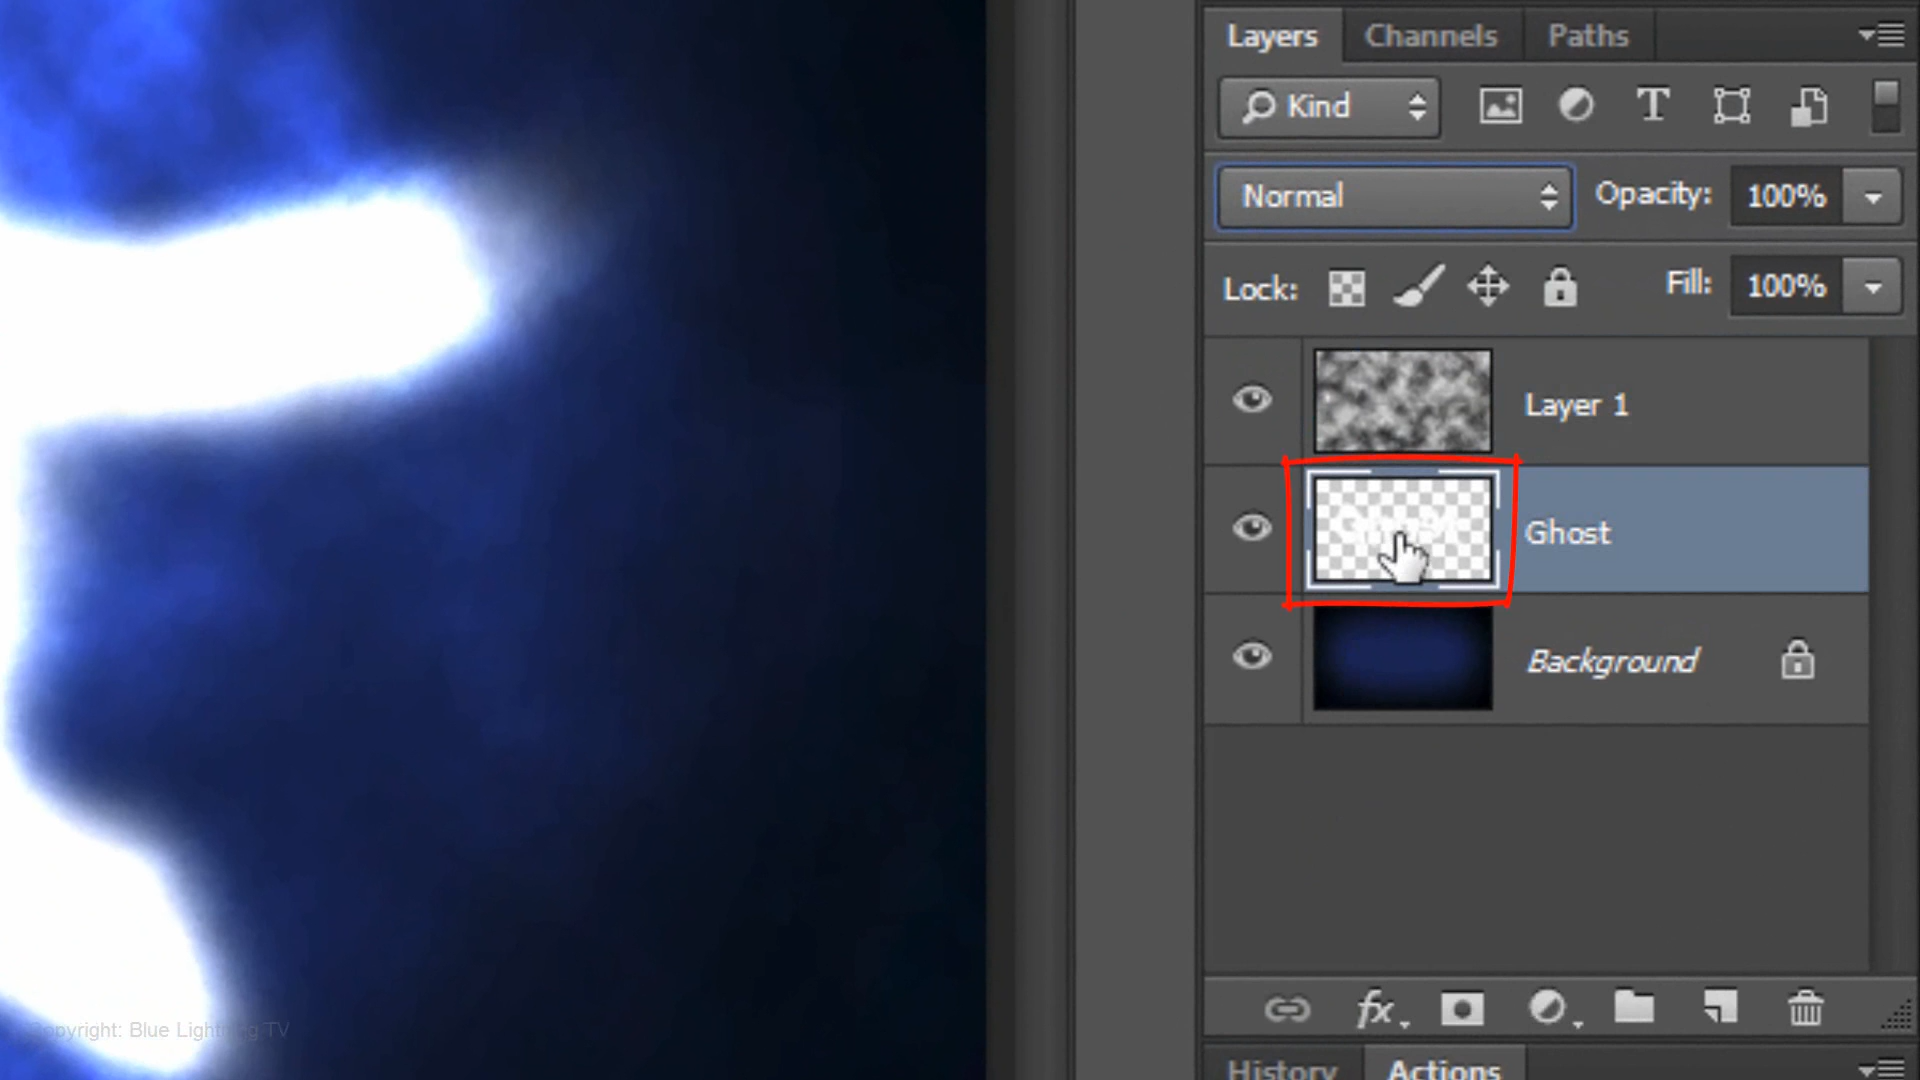 Layers Channels Paths
Kind
Normal Opacity: 100%
Lock: Fill: 100%
Layer 1
Ghost
Background
fx
Copyright: Blue Lightning TV
History Actions